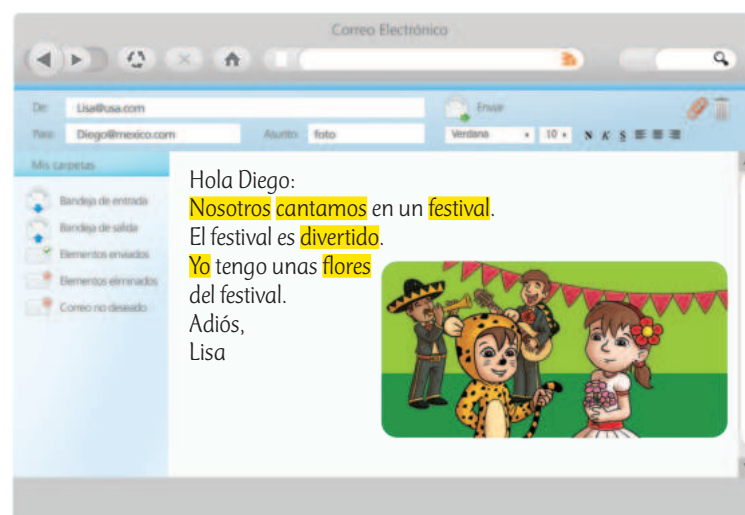 Correo Electrónico
De: Lisa@usa.com Enviar
Para: Diego@mexico.com Asunto: foto Verdana 10 N K S
Mis carpetas
Bandeja de entrada
Bandeja de salida
Elementos enviados
Elementos eliminados
Correo no deseado
Hola Diego:
Nosotros cantamos en un festival.
El festival es divertido.
Yo tengo unas flores
del festival.
Adiós,
Lisa